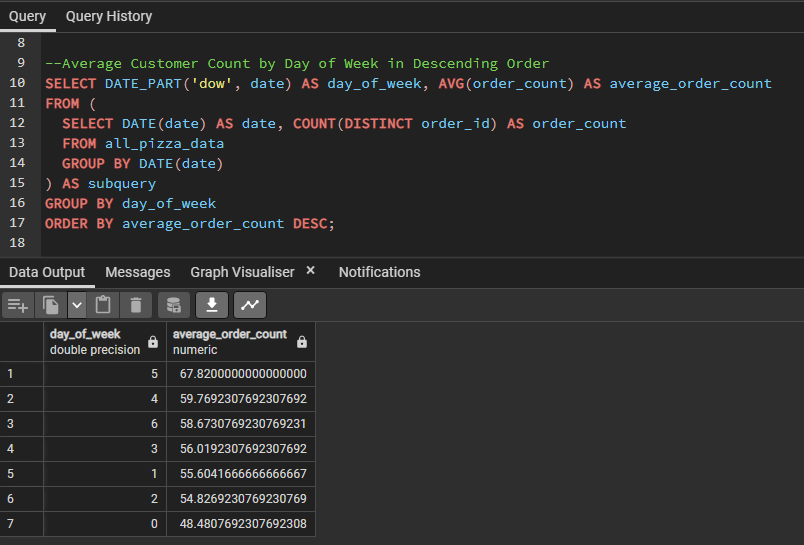 Query Query History
8
9 --Average Customer Count by Day of Week in Descending Order
10 SELECT DATE_PART('dow', date) AS day_of_week, AVG(order_count) AS average_order_count
11 FROM (
12 SELECT DATE(date) AS date, COUNT(DISTINCT order_id) AS order_count
13 FROM all_pizza_data
14 GROUP BY DATE(date)
15 ) AS subquery
16 GROUP BY day_of_week
17 ORDER BY average_order_count DESC;
18
Data Output Messages Graph Visualiser × Notifications
day_of_week average_order_count
double precision numeric
1 5 67.8200000000000000
2 4 59.7692307692307692
3 6 58.6730769230769231
4 3 56.0192307692307692
5 1 55.6041666666666667
6 2 54.8269230769230769
7 0 48.4807692307692308